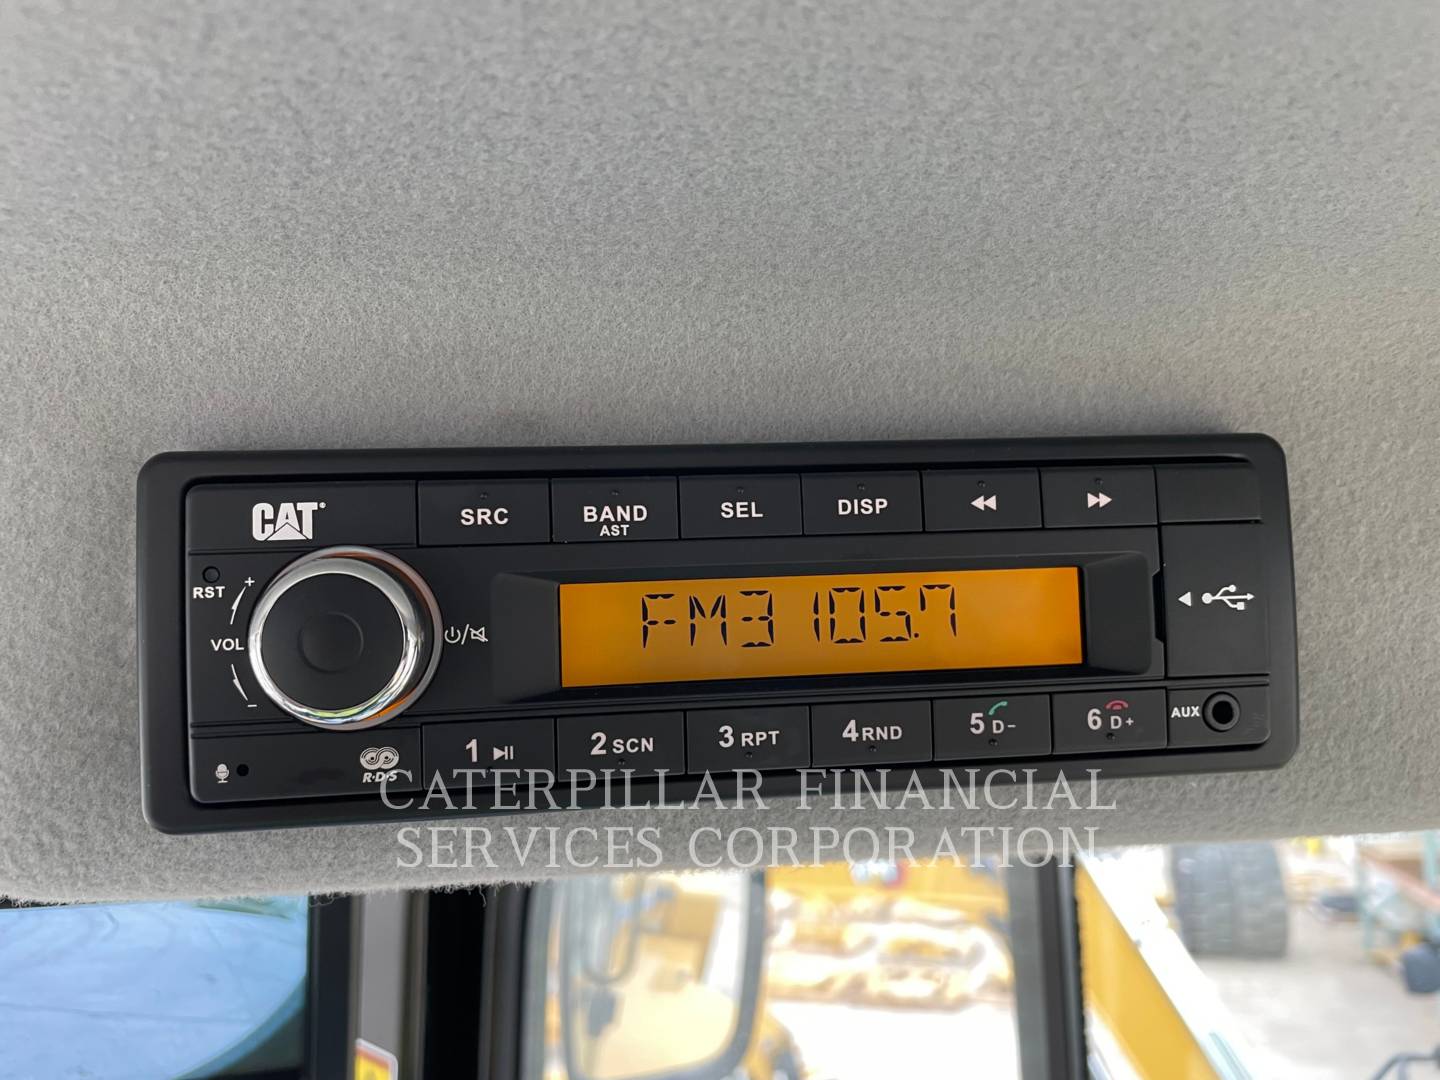 CAT®
SRC
BAND
AST
SEL
DISP
RST
+
VOL
-
FM3 105.7
R·D·S
1
2 SCN
3 RPT
4 RND
5 D-
6 D+
AUX
CATERPILLAR FINANCIAL
SERVICES CORPORATION